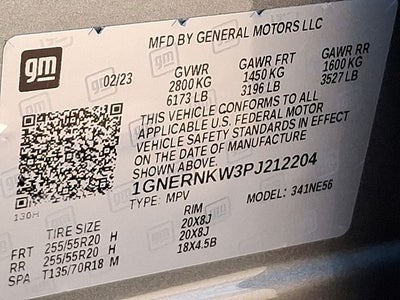 MFD BY GENERAL MOTORS LLC
gm
02/23
GVWR GAWR FRT GAWR RR
2800 KG 1450 KG 1600 KG
6173 LB 3196 LB 3527 LB
THIS VEHICLE CONFORMS TO ALL
APPLICABLE U.S. FEDERAL MOTOR
VEHICLE SAFETY STANDARDS IN EFFECT
ON THE DATE OF MANUFACTURE
SHOWN ABOVE.
1GNERNKW3PJ212204
130H
TYPE: MPV MODEL: 341NE56
TIRE SIZE RIM
FRT 255/55R20 H 20X8J
RR 255/55R20 H 20X8J
SPA T135/70R18 M 18X4.5B